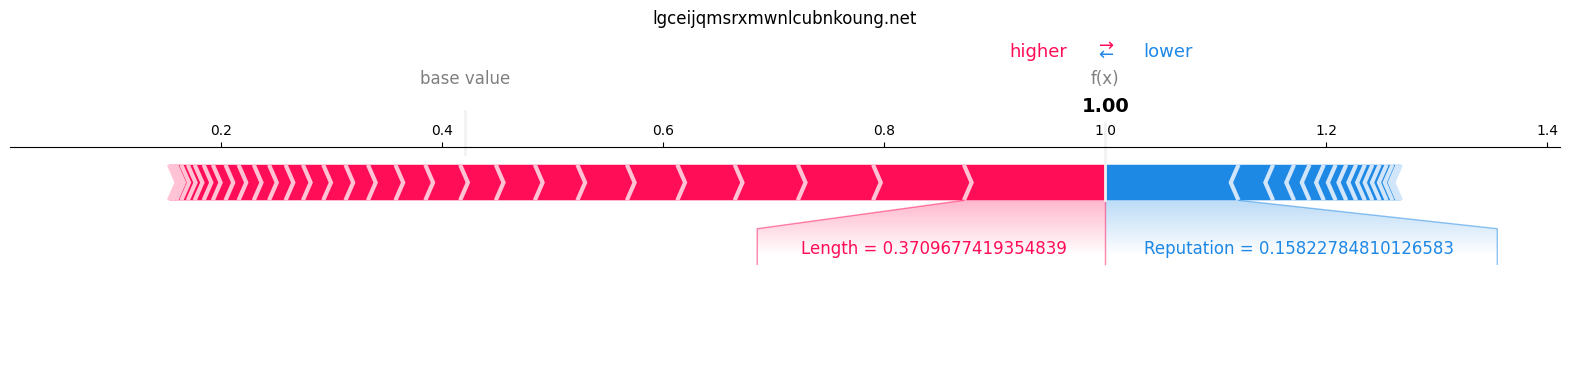 lgceijqmsrxmwnlcubnkoung.net
higher ⇄ lower
base value f(x)
1.00
0.2 0.4 0.6 0.8 1.0 1.2 1.4
Length = 0.3709677419354839 Reputation = 0.15822784810126583